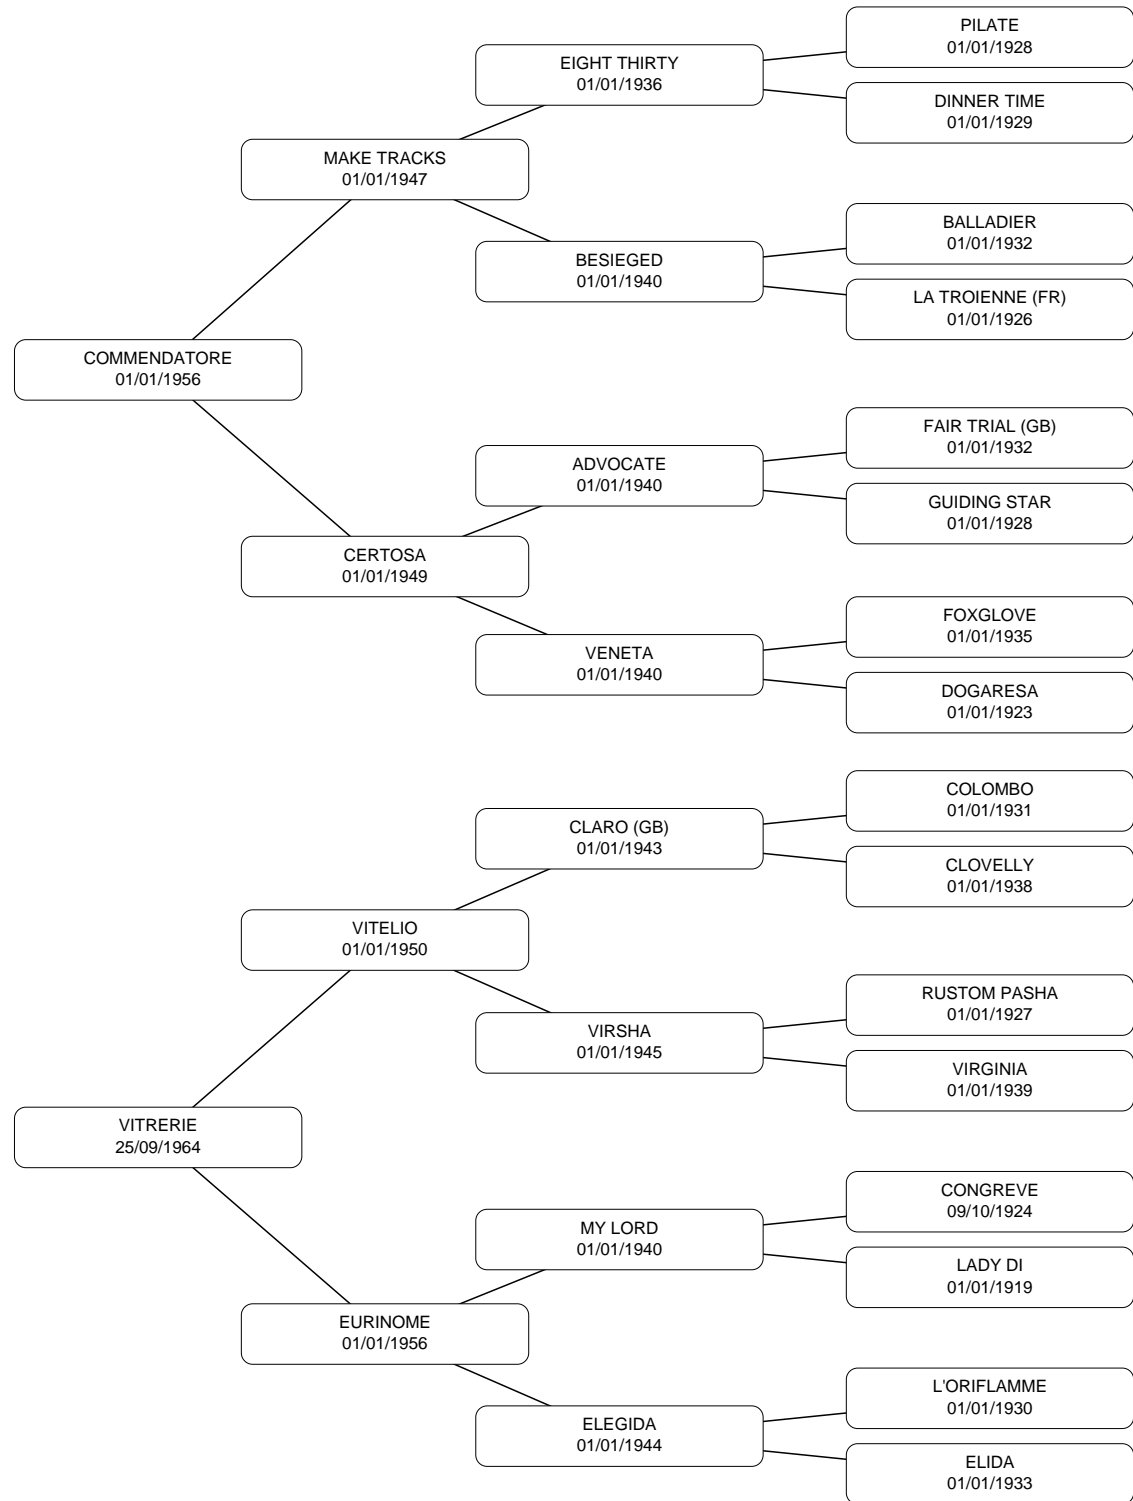 PILATE
01/01/1928
EIGHT THIRTY
01/01/1936
DINNER TIME
01/01/1929
MAKE TRACKS
01/01/1947
BALLADIER
01/01/1932
BESIEGED
01/01/1940
LA TROIENNE (FR)
01/01/1926
COMMENDATORE
01/01/1956
FAIR TRIAL (GB)
01/01/1932
ADVOCATE
01/01/1940
GUIDING STAR
01/01/1928
CERTOSA
01/01/1949
FOXGLOVE
01/01/1935
VENETA
01/01/1940
DOGARESA
01/01/1923
COLOMBO
01/01/1931
CLARO (GB)
01/01/1943
CLOVELLY
01/01/1938
VITELIO
01/01/1950
RUSTOM PASHA
01/01/1927
VIRSHA
01/01/1945
VIRGINIA
01/01/1939
VITRERIE
25/09/1964
CONGREVE
09/10/1924
MY LORD
01/01/1940
LADY DI
01/01/1919
EURINOME
01/01/1956
L'ORIFLAMME
01/01/1930
ELEGIDA
01/01/1944
ELIDA
01/01/1933